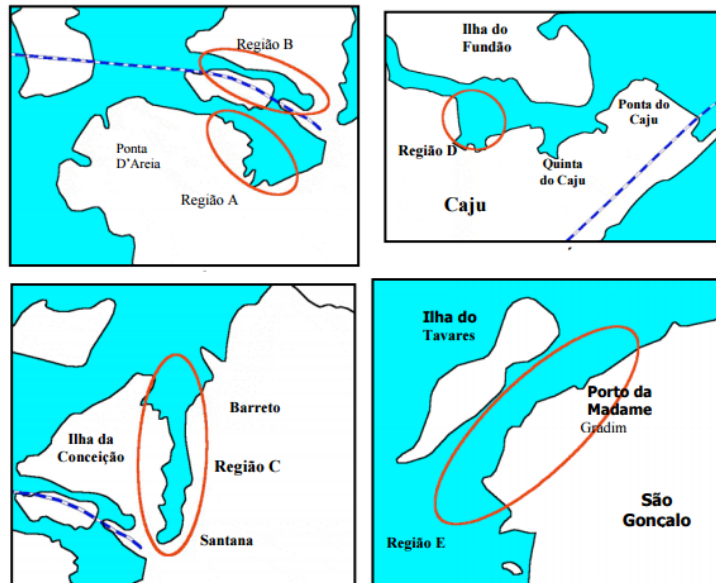 Região B
Ponta
D'Areia
Região A
Ilha do
Fundão
Ponta do
Caju
Região D
Quinta
do Caju
Caju
Barreto
Ilha da
Conceição
Região C
Santana
Ilha do
Tavares
Porto da
Madame
Gradim
São
Gonçalo
Região E